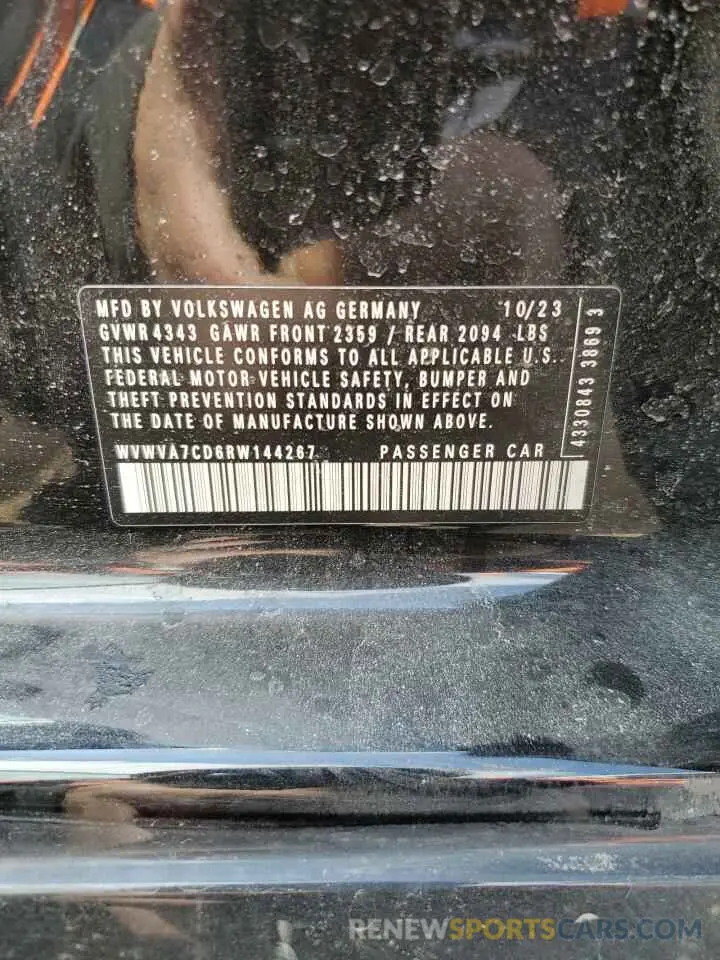 MFD BY VOLKSWAGEN AG GERMANY 10/23
GVWR 4343 GAWR FRONT 2359 / REAR 2094 LBS
THIS VEHICLE CONFORMS TO ALL APPLICABLE U.S.
FEDERAL MOTOR VEHICLE SAFETY, BUMPER AND
THEFT PREVENTION STANDARDS IN EFFECT ON
THE DATE OF MANUFACTURE SHOWN ABOVE.
WVWVA7CD6RW144267 PASSENGER CAR
4330843 3869 3
RENEWSPORTSCARS.COM